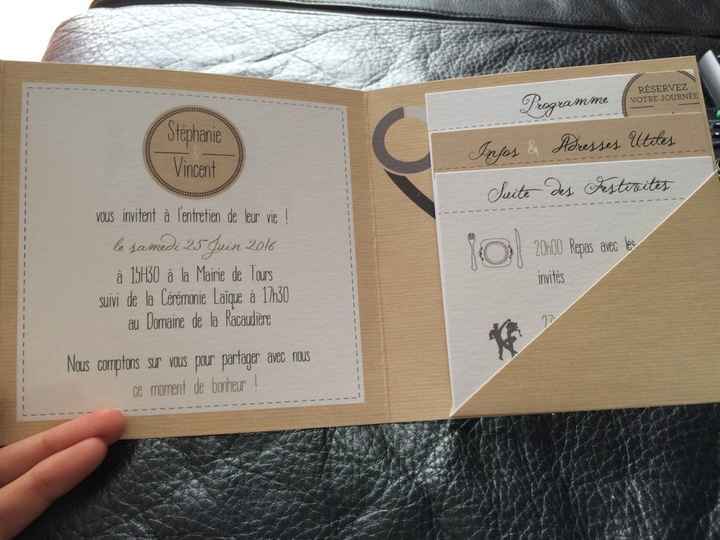 Stéphanie
Vincent
vous invitent à l'entretien de leur vie !
le samedi 25 Juin 2016
à 15H30 à la Mairie de Tours
suivi de la Cérémonie Laïque à 17h30
au Domaine de la Racaudière
Nous comptons sur vous pour partager avec nous
ce moment de bonheur !
Programme
RÉSERVEZ
VOTRE JOURNÉE
Infos & Adresses Utiles
Suite des Festivités
20h00 Repas avec les
invités